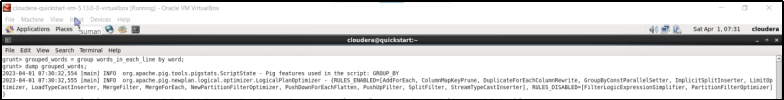 cloudera-quickstart-vm-5.13.0-0-virtualbox [Running] - Oracle VM VirtualBox
File Machine View Input Devices Help
Applications Places suman Sat Apr 1, 07:31 cloudera
cloudera@quickstart:~
File Edit View Search Terminal Help
grunt> grouped_words = group words_in_each_line by word;
grunt> dump grouped_words;
2023-04-01 07:30:32,554 [main] INFO org.apache.pig.tools.pigstats.ScriptState - Pig features used in the script: GROUP_BY
2023-04-01 07:30:32,555 [main] INFO org.apache.pig.newplan.logical.optimizer.LogicalPlanOptimizer - {RULES_ENABLED=[AddForEach, ColumnMapKeyPrune, DuplicateForEachColumnRewrite, GroupByConstParallelSetter, ImplicitSplitInserter, LimitOp
timizer, LoadTypeCastInserter, MergeFilter, MergeForEach, NewPartitionFilterOptimizer, PushDownForEachFlatten, PushUpFilter, SplitFilter, StreamTypeCastInserter], RULES_DISABLED=[FilterLogicExpressionSimplifier, PartitionFilterOptimizer]
}